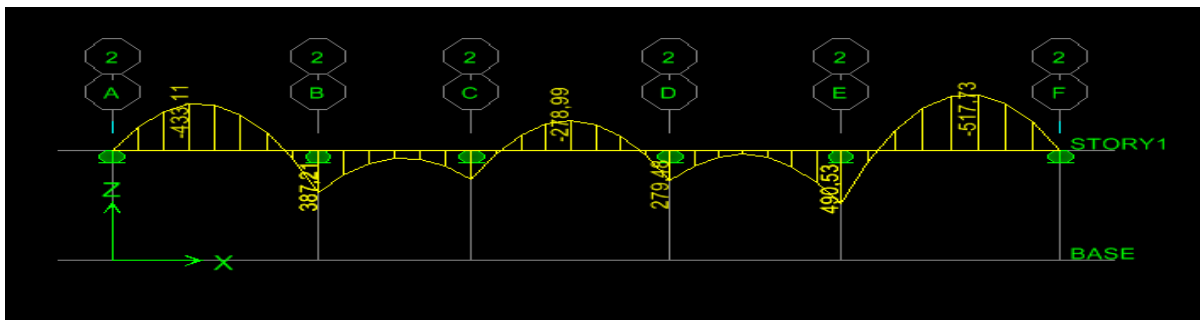 2 2 2 2 2 2
A B C D E F
-433,11
387,21
-278,99
279,48
490,53
-517,73
STORY1
Z
X
BASE